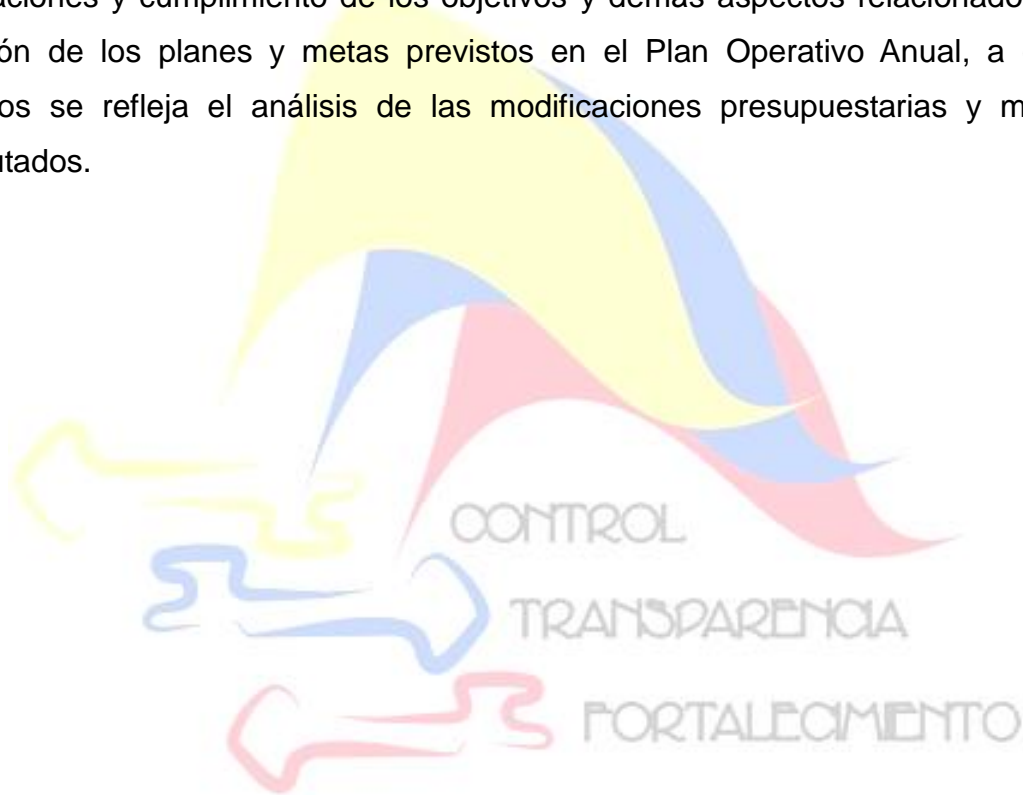 aciones y cumplimiento de los objetivos y demás aspectos relacionado
ón de los planes y metas previstos en el Plan Operativo Anual, a
os se refleja el análisis de las modificaciones presupuestarias y m
utados.
CONTROL
TRANSPARENCIA
FORTALECIMIENTO